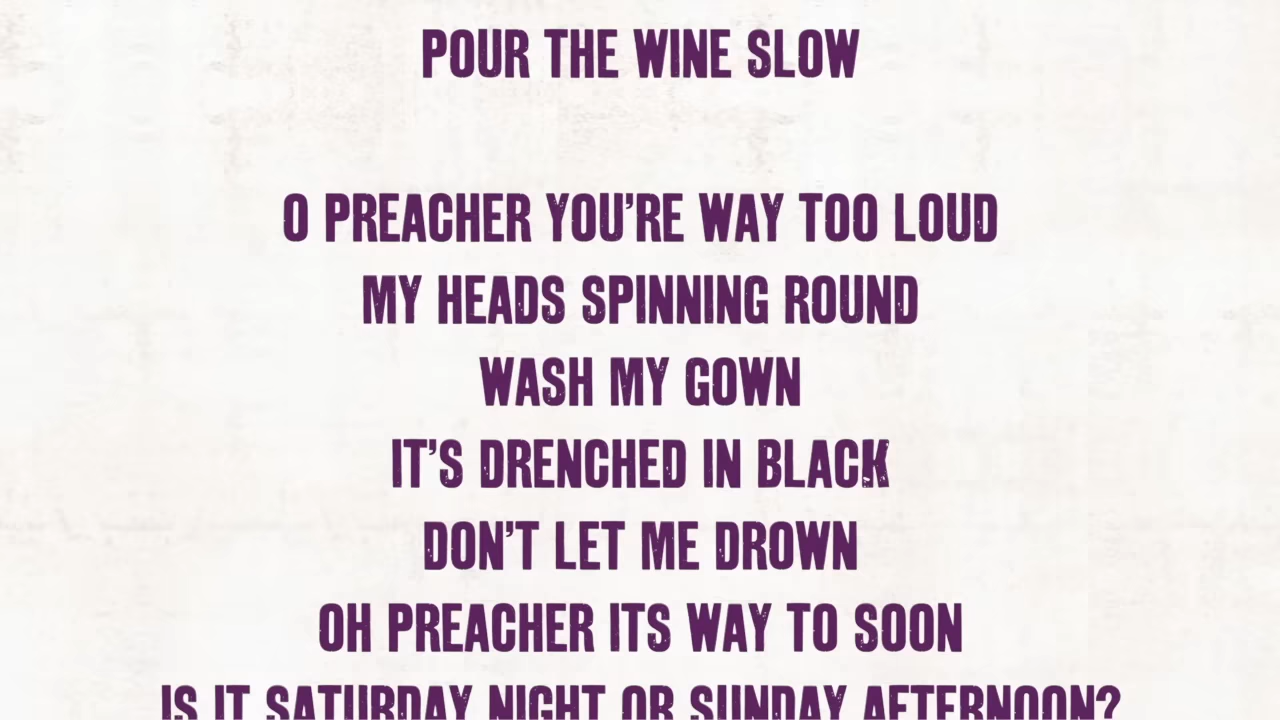 POUR THE WINE SLOW
O PREACHER YOU'RE WAY TOO LOUD
MY HEADS SPINNING ROUND
WASH MY GOWN
IT'S DRENCHED IN BLACK
DON'T LET ME DROWN
OH PREACHER ITS WAY TO SOON
IS IT SATURDAY NIGHT OR SUNDAY AFTERNOON?